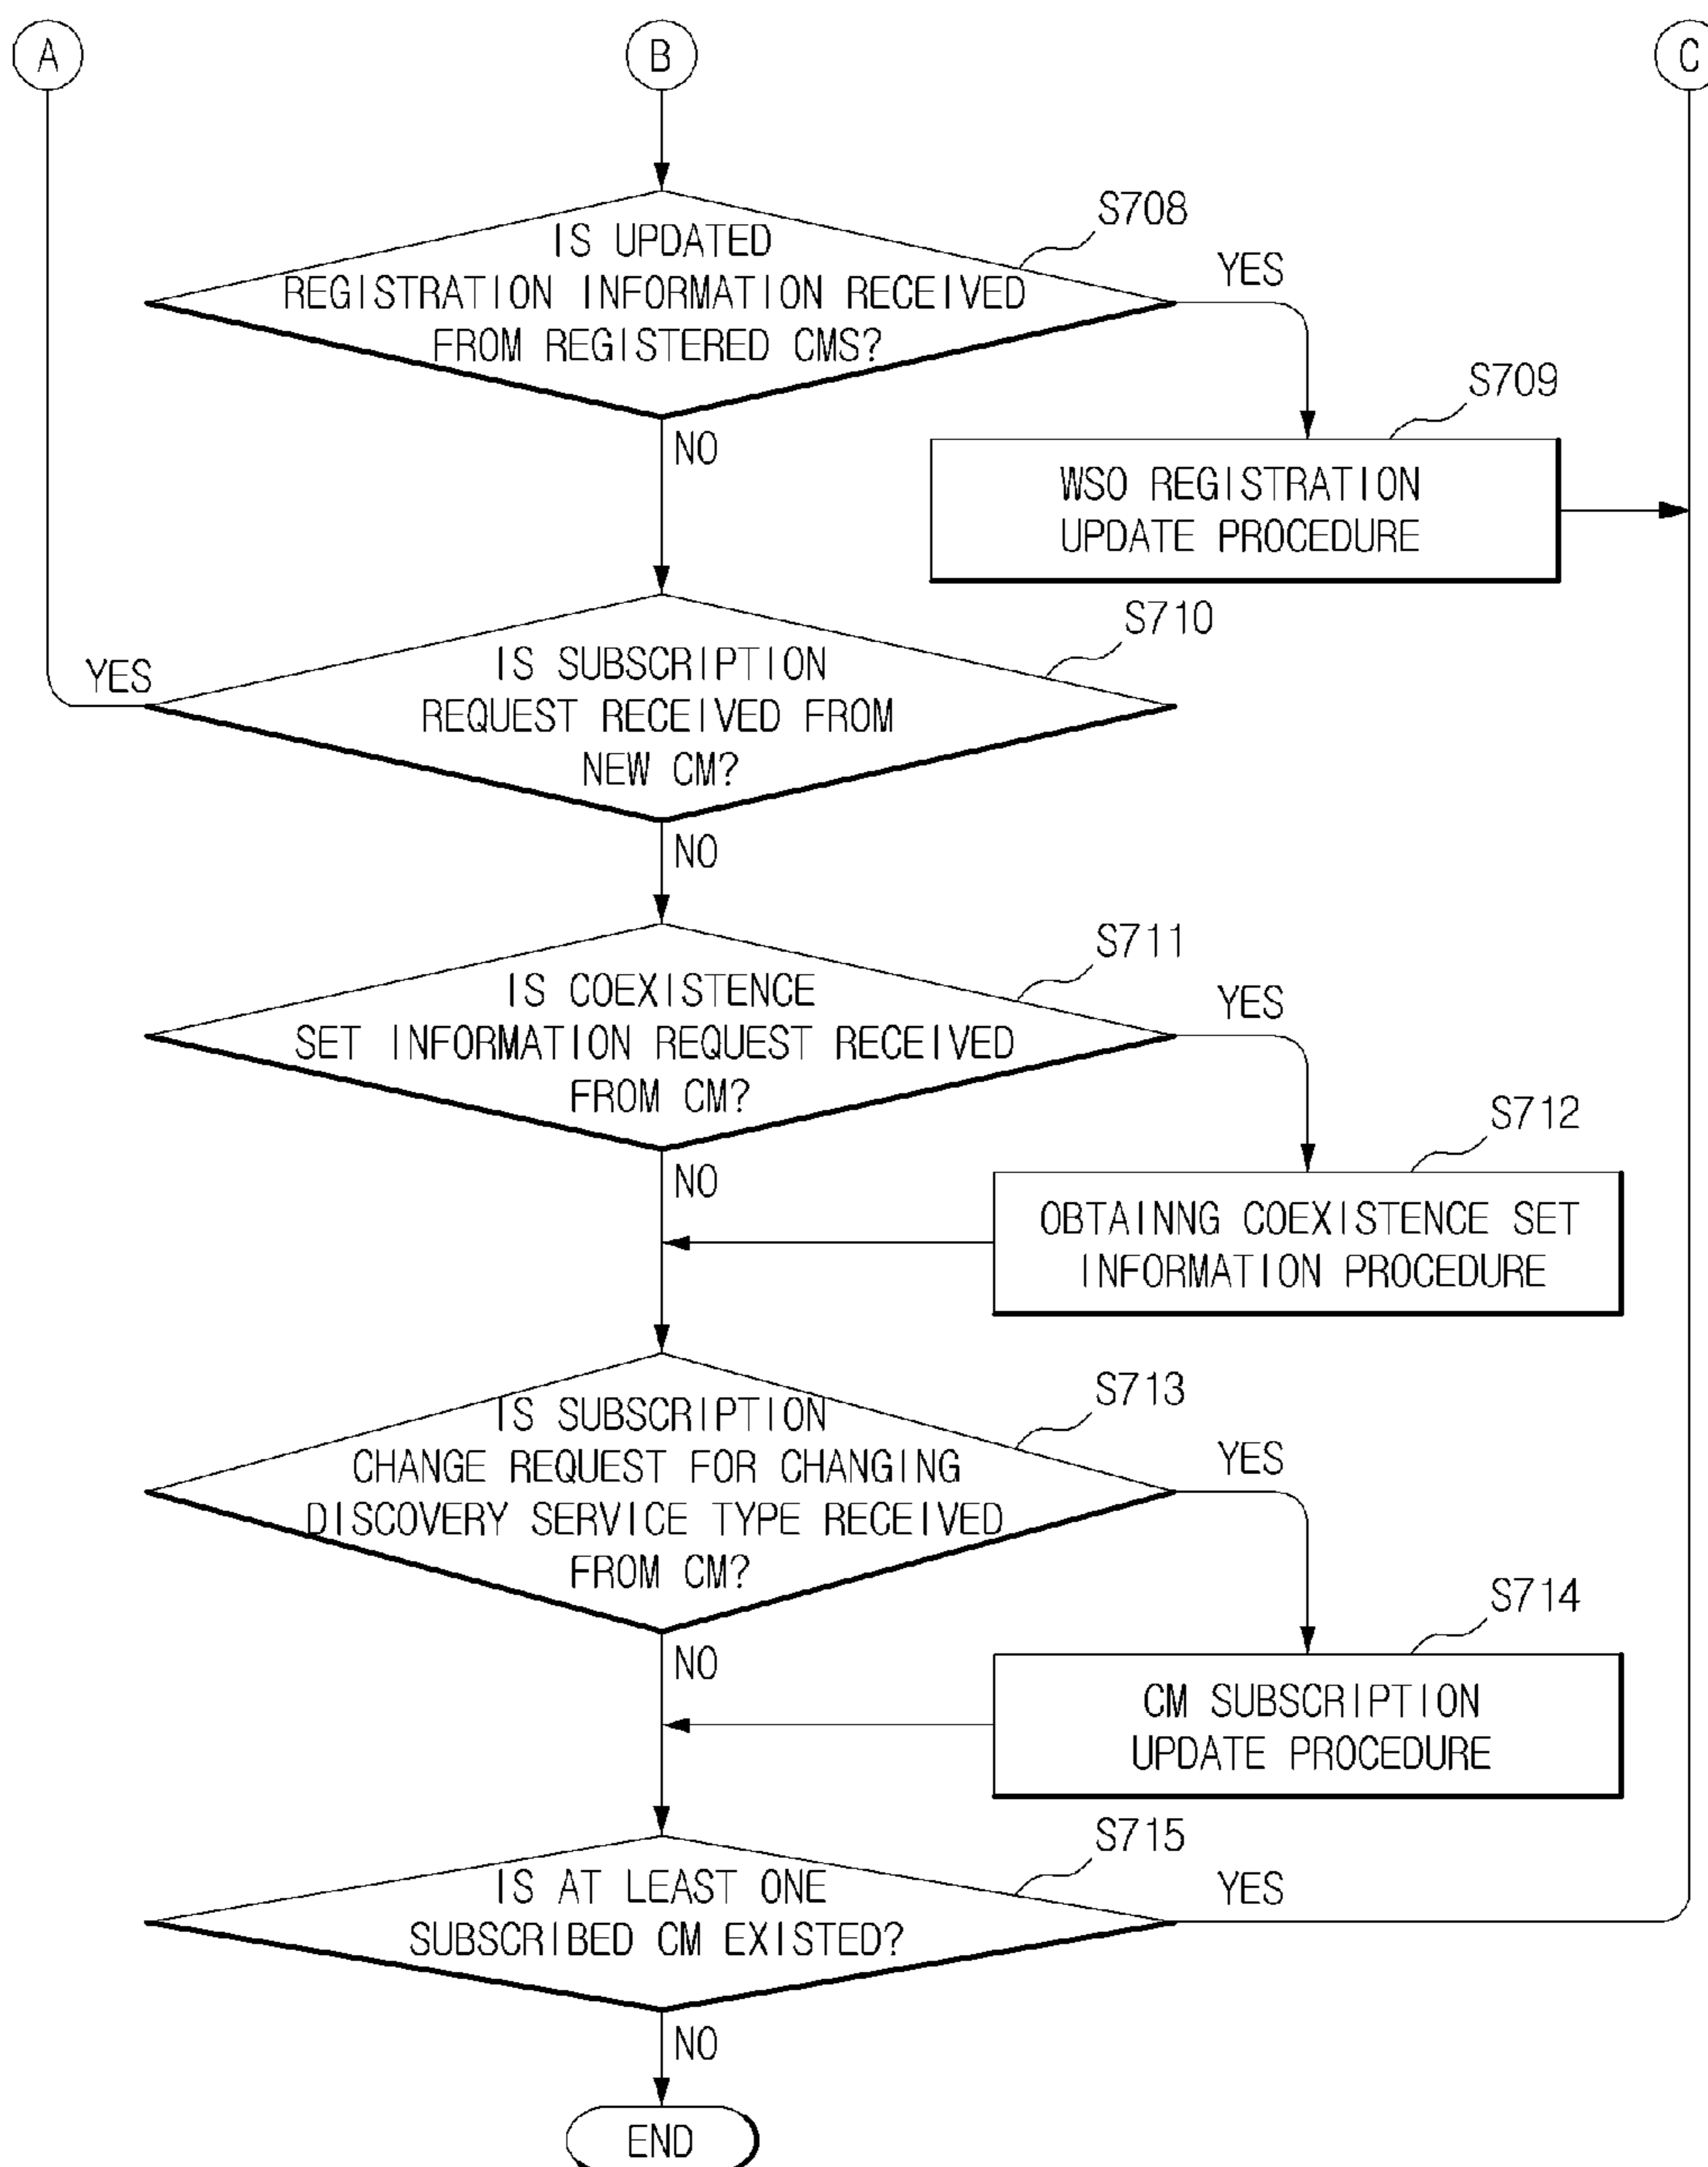 A
B
C
S708
IS UPDATED
REGISTRATION INFORMATION RECEIVED
FROM REGISTERED CMS?
YES
NO
S709
WSO REGISTRATION
UPDATE PROCEDURE
S710
IS SUBSCRIPTION
REQUEST RECEIVED FROM
NEW CM?
YES
NO
S711
IS COEXISTENCE
SET INFORMATION REQUEST RECEIVED
FROM CM?
YES
NO
S712
OBTAINNG COEXISTENCE SET
INFORMATION PROCEDURE
S713
IS SUBSCRIPTION
CHANGE REQUEST FOR CHANGING
DISCOVERY SERVICE TYPE RECEIVED
FROM CM?
YES
NO
S714
CM SUBSCRIPTION
UPDATE PROCEDURE
S715
IS AT LEAST ONE
SUBSCRIBED CM EXISTED?
YES
NO
END